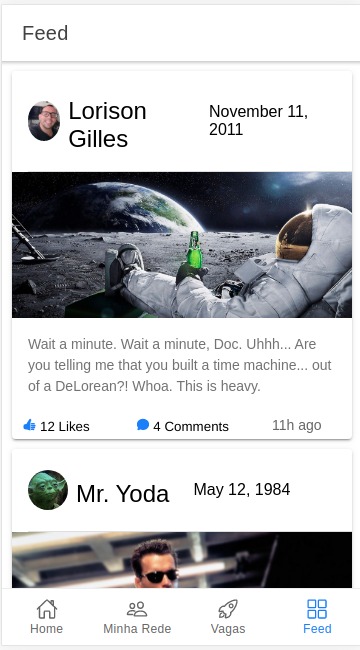 Feed
Lorison
Gilles
November 11,
2011
Wait a minute. Wait a minute, Doc. Uhhh... Are
you telling me that you built a time machine... out
of a DeLorean?! Whoa. This is heavy.
12 Likes
4 Comments
11h ago
Mr. Yoda
May 12, 1984
Home
Minha Rede
Vagas
Feed